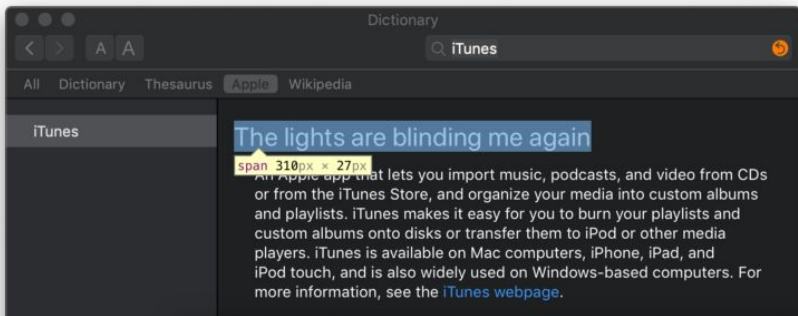 Dictionary
A A
iTunes
All Dictionary Thesaurus Apple Wikipedia
iTunes
The lights are blinding me again
span 310px × 27px
An Apple app that lets you import music, podcasts, and video from CDs
or from the iTunes Store, and organize your media into custom albums
and playlists. iTunes makes it easy for you to burn your playlists and
custom albums onto disks or transfer them to iPod or other media
players. iTunes is available on Mac computers, iPhone, iPad, and
iPod touch, and is also widely used on Windows-based computers. For
more information, see the iTunes webpage.